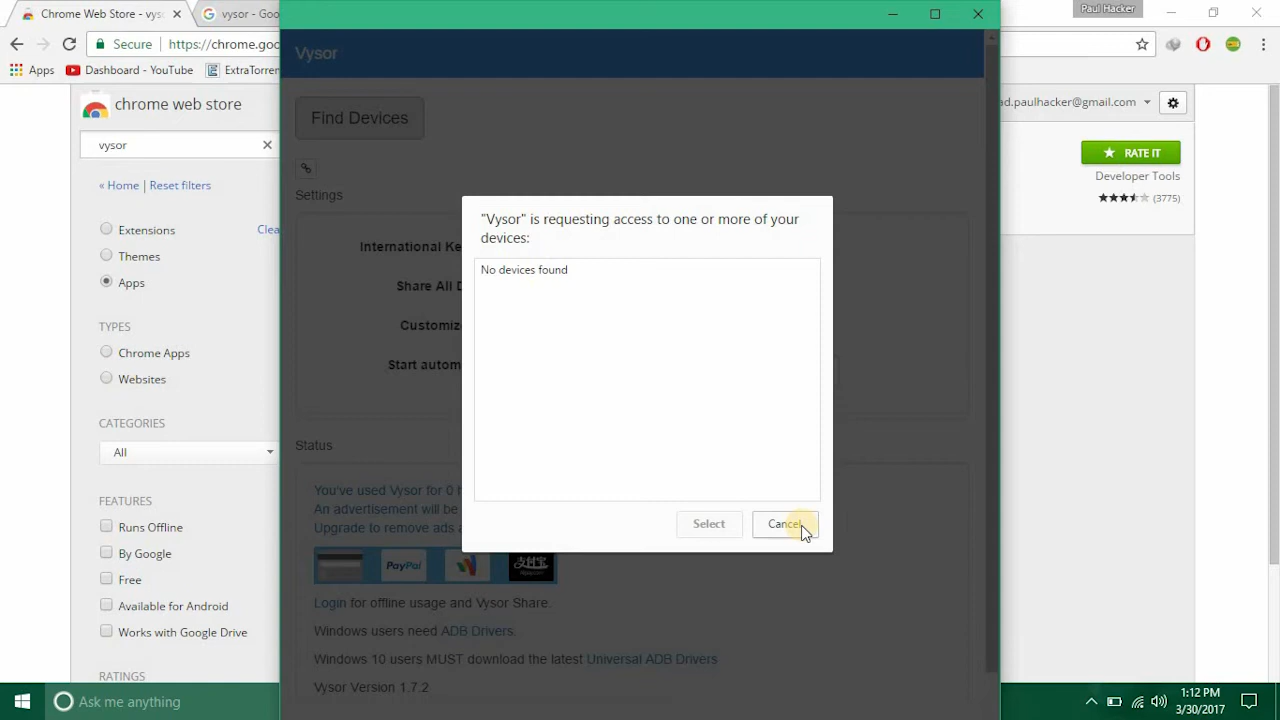 Chrome Web Store - vys
vysor - Goo
Paul Hacker
Secure
https://chrome.goo
Apps
Dashboard - YouTube
ExtraTorren
chrome web store
ad.paulhacker@gmail.com
vysor
« Home | Reset filters
Extensions
Clea
Themes
Apps
TYPES
Chrome Apps
Websites
CATEGORIES
All
FEATURES
Runs Offline
By Google
Free
Available for Android
Works with Google Drive
RATINGS
RATE IT
Developer Tools
(3775)
Vysor
Find Devices
Settings
International Ke
Share All D
Customize
Start autom
Status
You've used Vysor for 0 h
An advertisement will be
Upgrade to remove ads a
PayPal
支付宝
Login for offline usage and Vysor Share.
Windows users need ADB Drivers.
Windows 10 users MUST download the latest Universal ADB Drivers
Vysor Version 1.7.2
"Vysor" is requesting access to one or more of your
devices:
No devices found
Select
Cancel
Ask me anything
1:12 PM
3/30/2017